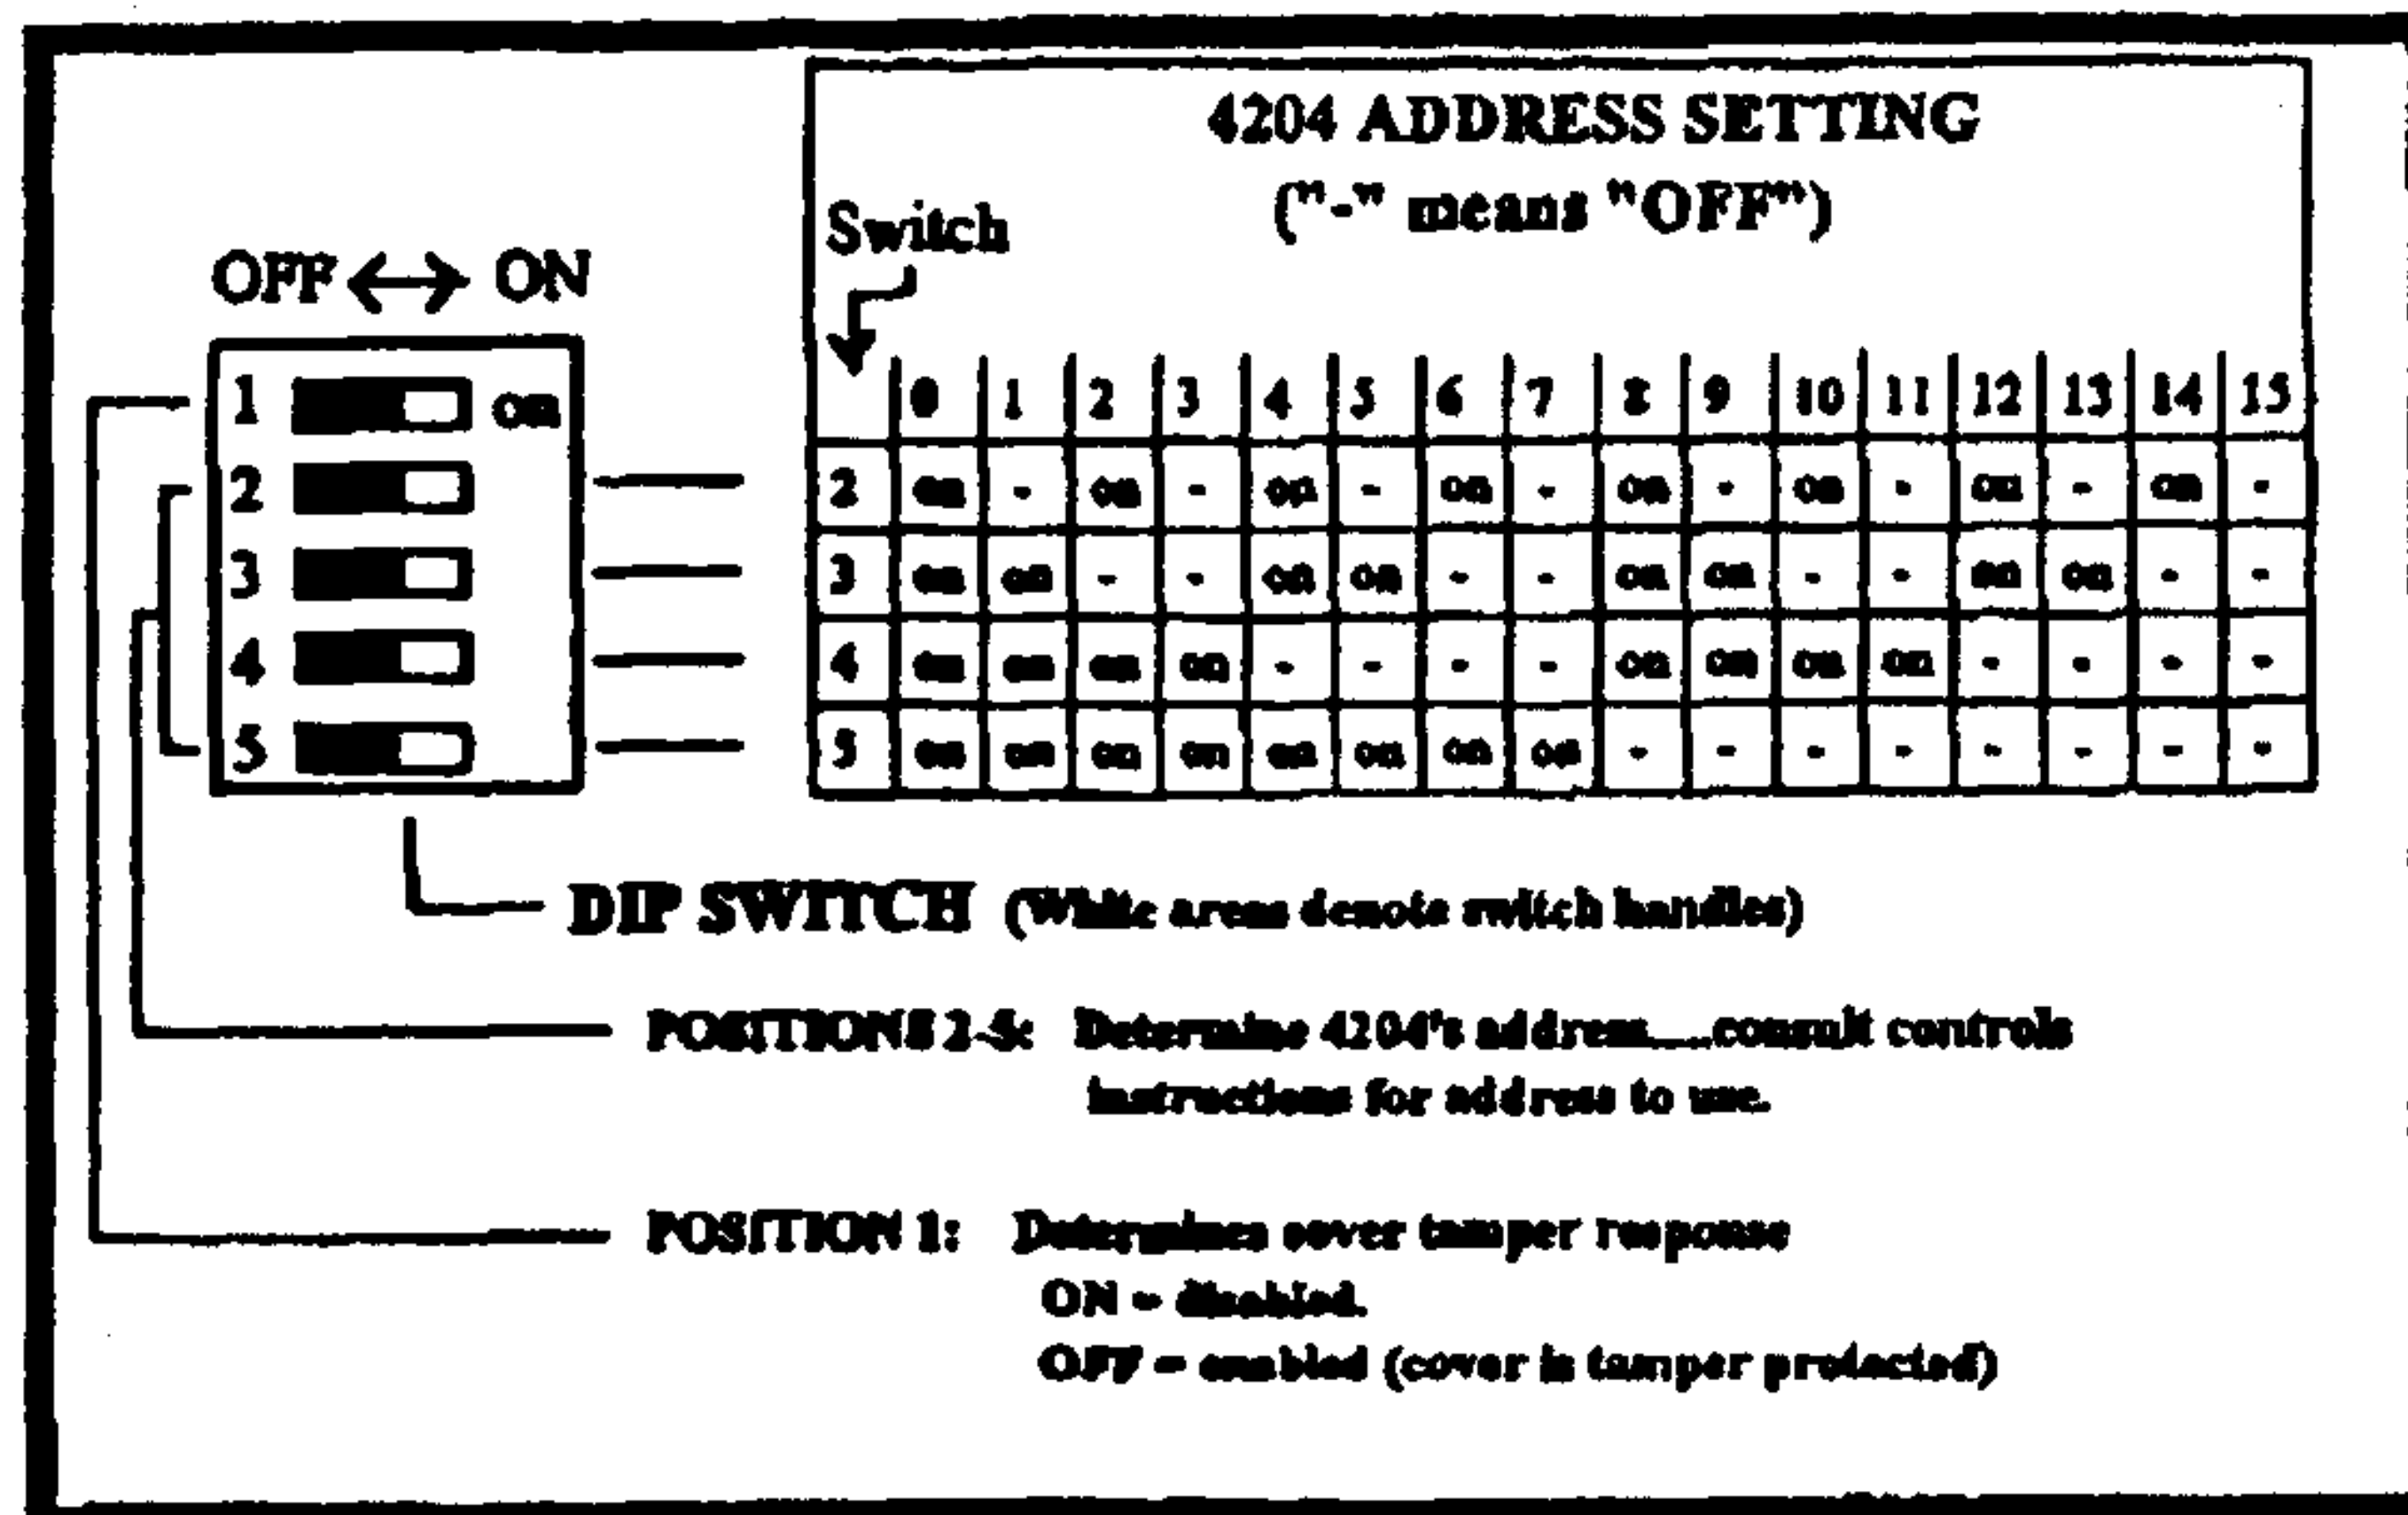 4204 ADDRESS SETTING
("-" means "OFF")
Switch
OFF ↔ ON
1 on
2
3
4
5
0 1 2 3 4 5 6 7 8 9 10 11 12 13 14 15
2 on - on - on - on - on - on - on - on -
3 on on - - on on - - on on - - on on - -
4 on on on on - - - - on on on on - - - -
5 on on on on on on on on - - - - - - - -
DIP SWITCH (White areas denote switch handles)
POSITIONS 2-5: Determine 4204's address.....consult controls
instructions for address to use.
POSITION 1: Determines cover tamper response
ON = disabled.
OFF = enabled (cover is tamper protected)